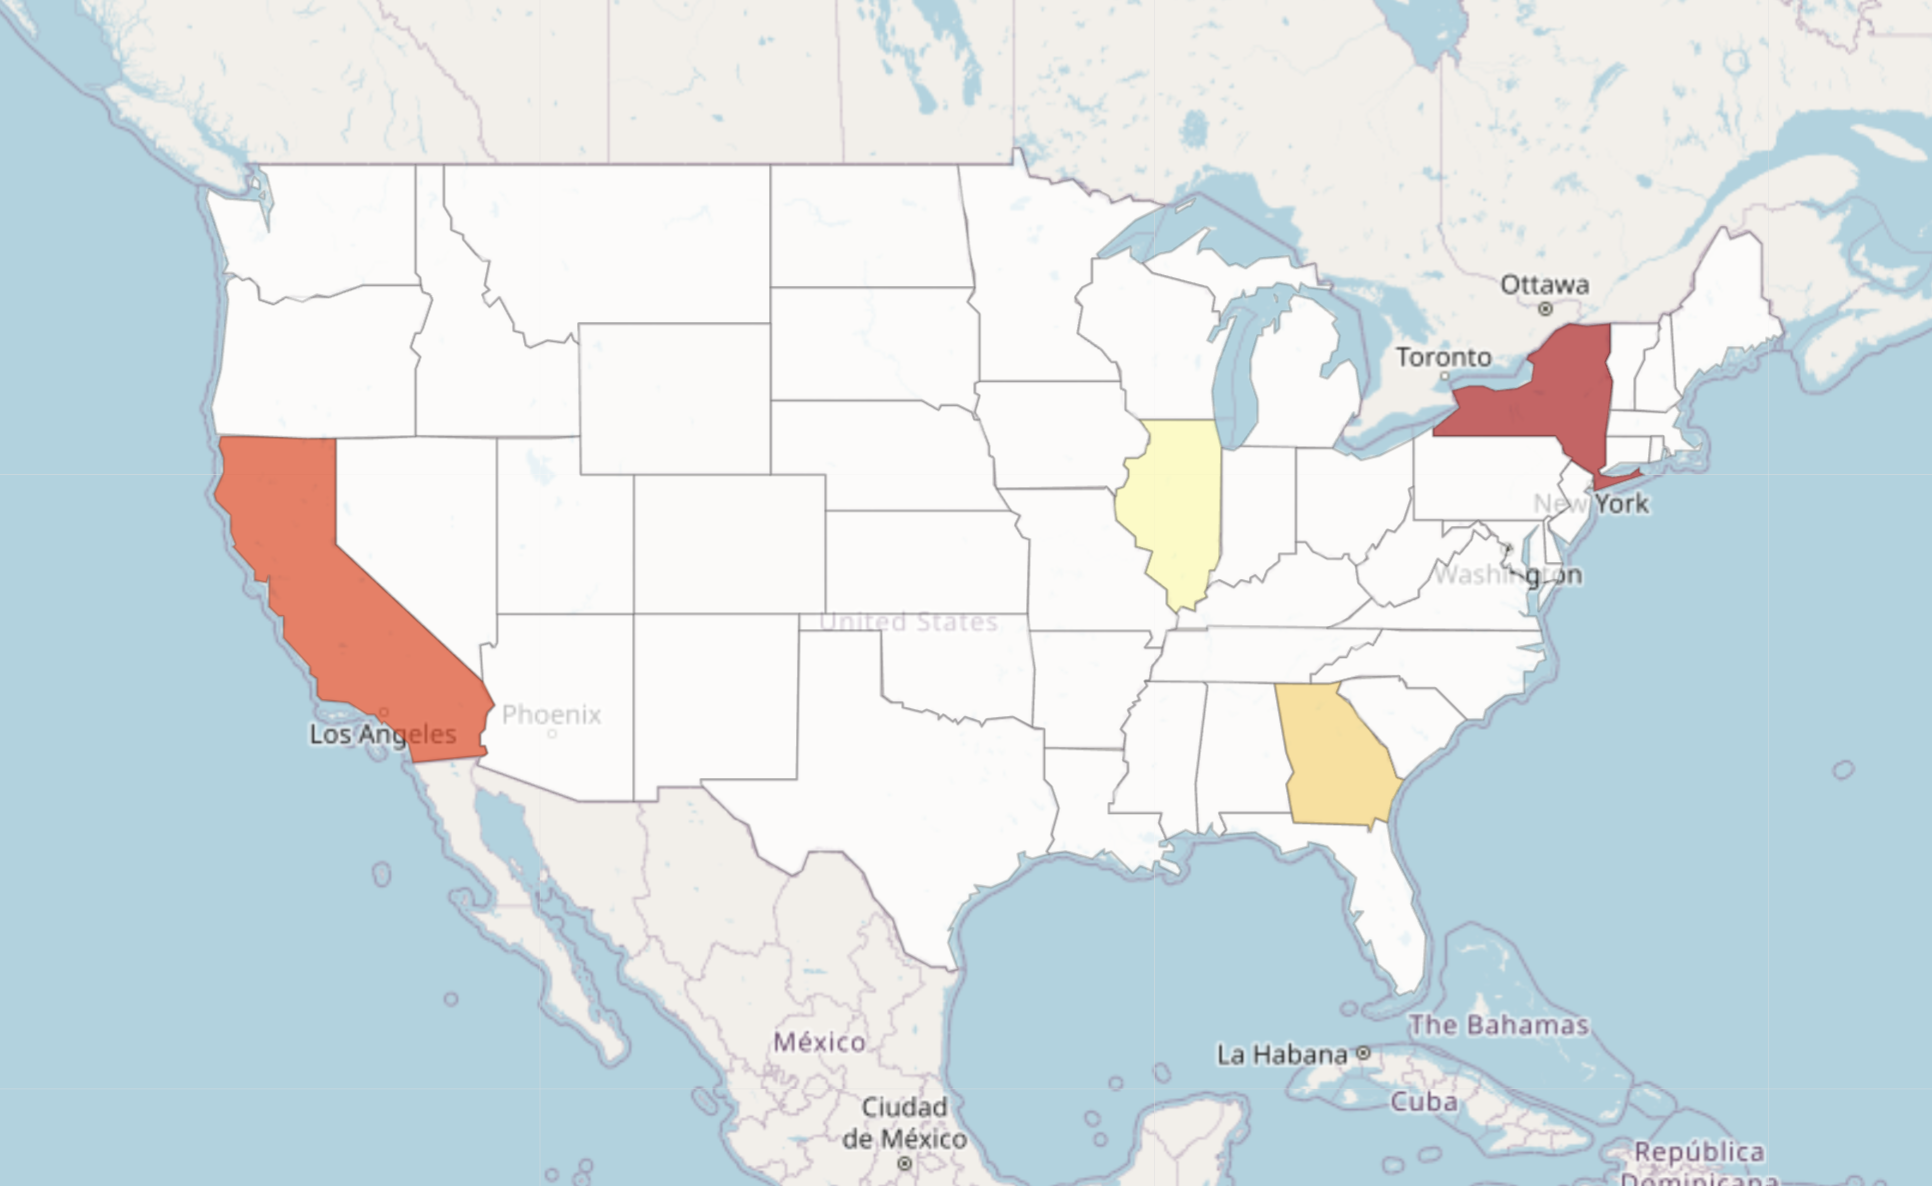 Ottawa
Toronto
New York
Washington
United States
Phoenix
Los Angeles
The Bahamas
México
La Habana
Cuba
Ciudad
de México
República
Dominicana